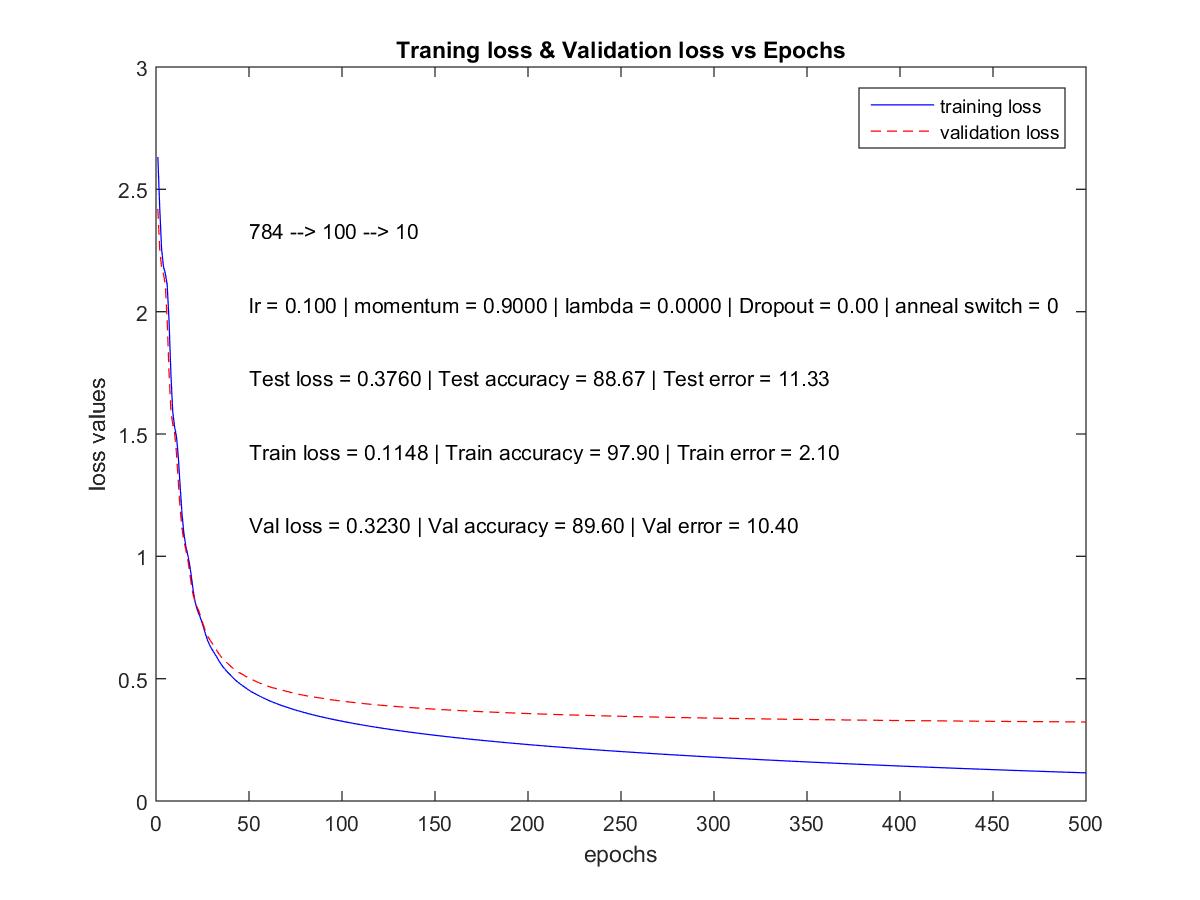 Traning loss & Validation loss vs Epochs
3
training loss
validation loss
2.5
784 --> 100 --> 10
lr = 0.100 | momentum = 0.9000 | lambda = 0.0000 | Dropout = 0.00 | anneal switch = 0
2
Test loss = 0.3760 | Test accuracy = 88.67 | Test error = 11.33
loss values
1.5
Train loss = 0.1148 | Train accuracy = 97.90 | Train error = 2.10
Val loss = 0.3230 | Val accuracy = 89.60 | Val error = 10.40
1
0.5
0
0 50 100 150 200 250 300 350 400 450 500
epochs